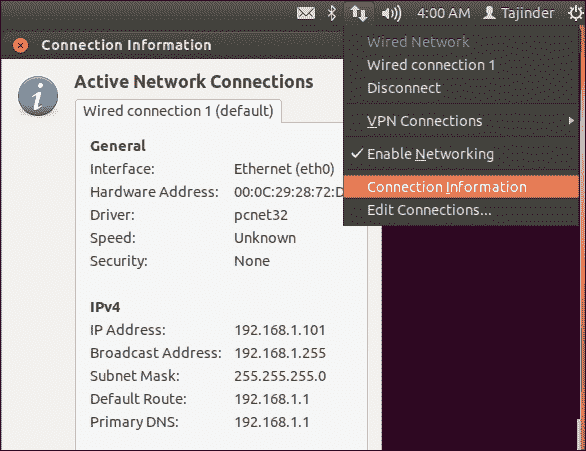 4:00 AM Tajinder
Connection Information
Active Network Connections
Wired connection 1 (default)
General
Interface: Ethernet (eth0)
Hardware Address: 00:0C:29:28:72:D
Driver: pcnet32
Speed: Unknown
Security: None
IPv4
IP Address: 192.168.1.101
Broadcast Address: 192.168.1.255
Subnet Mask: 255.255.255.0
Default Route: 192.168.1.1
Primary DNS: 192.168.1.1
Wired Network
Wired connection 1
Disconnect
VPN Connections
Enable Networking
Connection Information
Edit Connections...